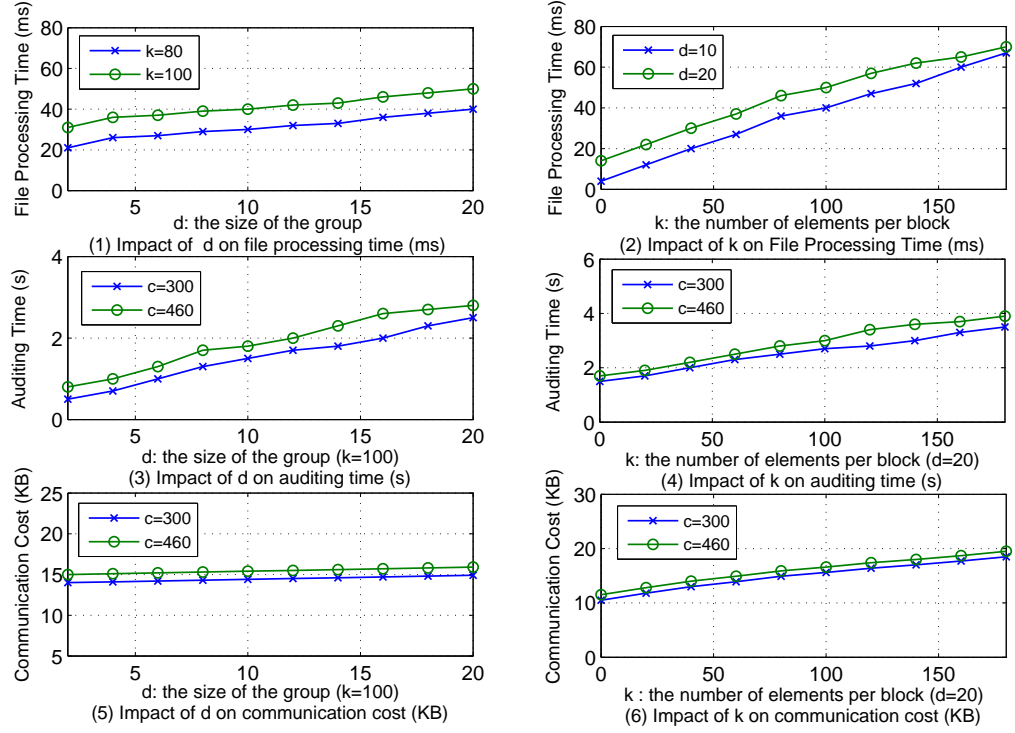 File Processing Time (ms)
80
60
40
20
0
k=80
k=100
5
10
15
20
d: the size of the group
(1) Impact of d on file processing time (ms)
File Processing Time (ms)
80
60
40
20
0
d=10
d=20
0
50
100
150
k: the number of elements per block
(2) Impact of k on File Processing Time (ms)
Auditing Time (s)
4
2
0
c=300
c=460
5
10
15
20
d: the size of the group (k=100)
(3) Impact of d on auditing time (s)
Auditing Time (s)
6
4
2
0
c=300
c=460
0
50
100
150
k: the number of elements per block (d=20)
(4) Impact of k on auditing time (s)
Communication Cost (KB)
25
20
15
10
5
c=300
c=460
5
10
15
20
d: the size of the group (k=100)
(5) Impact of d on communication cost (KB)
Communication Cost (KB)
30
20
10
0
c=300
c=460
0
50
100
150
k : the number of elements per block (d=20)
(6) Impact of k on communication cost (KB)